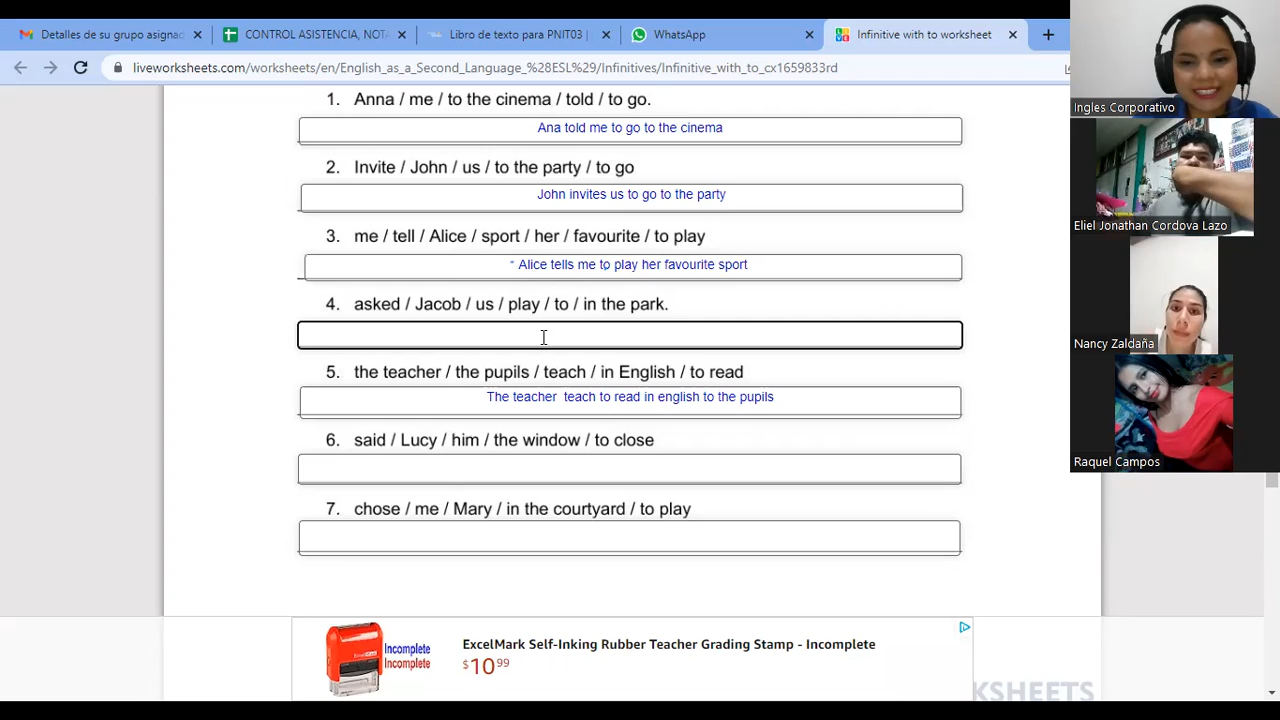 Detalles de su grupo asignad
CONTROL ASISTENCIA, NOTA
Libro de texto para PNIT03 |
WhatsApp
Infinitive with to worksheet
liveworksheets.com/worksheets/en/English_as_a_Second_Language_%28ESL%29/Infinitives/Infinitive_with_to_cx1659833rd
1. Anna / me / to the cinema / told / to go.
Ana told me to go to the cinema
2. Invite / John / us / to the party / to go
John invites us to go to the party
3. me / tell / Alice / sport / her / favourite / to play
" Alice tells me to play her favourite sport
4. asked / Jacob / us / play / to / in the park.
5. the teacher / the pupils / teach / in English / to read
The teacher teach to read in english to the pupils
6. said / Lucy / him / the window / to close
7. chose / me / Mary / in the courtyard / to play
Incomplete
Incomplete
ExcelMark Self-Inking Rubber Teacher Grading Stamp - Incomplete
$10 99
KSHEETS
Ingles Corporativo
Eliel Jonathan Cordova Lazo
Nancy Zaldaña
Raquel Campos